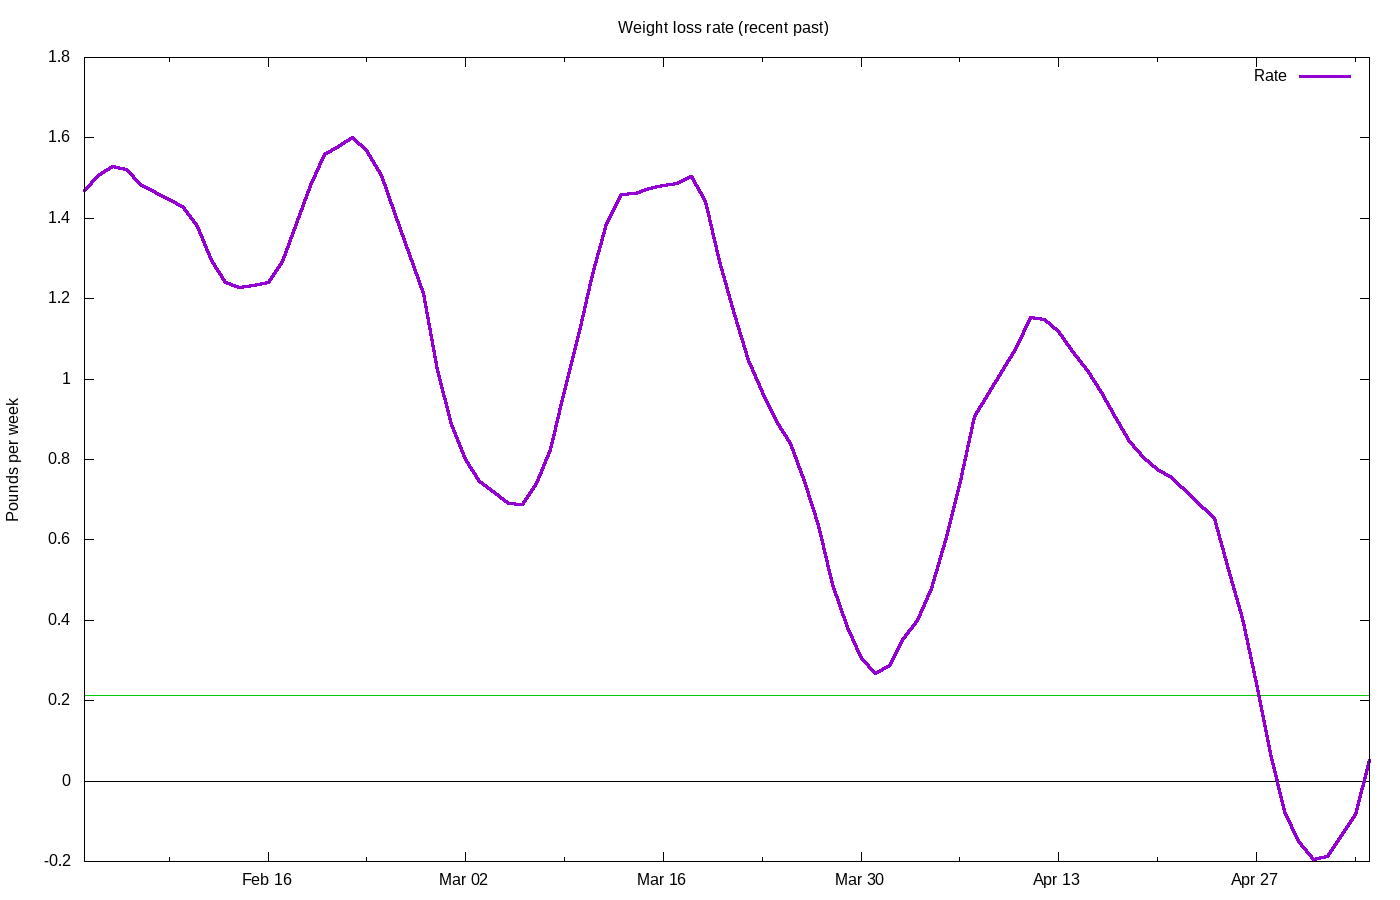 Weight loss rate (recent past)
Rate
Pounds per week
1.8
1.6
1.4
1.2
1
0.8
0.6
0.4
0.2
0
-0.2
Feb 16
Mar 02
Mar 16
Mar 30
Apr 13
Apr 27